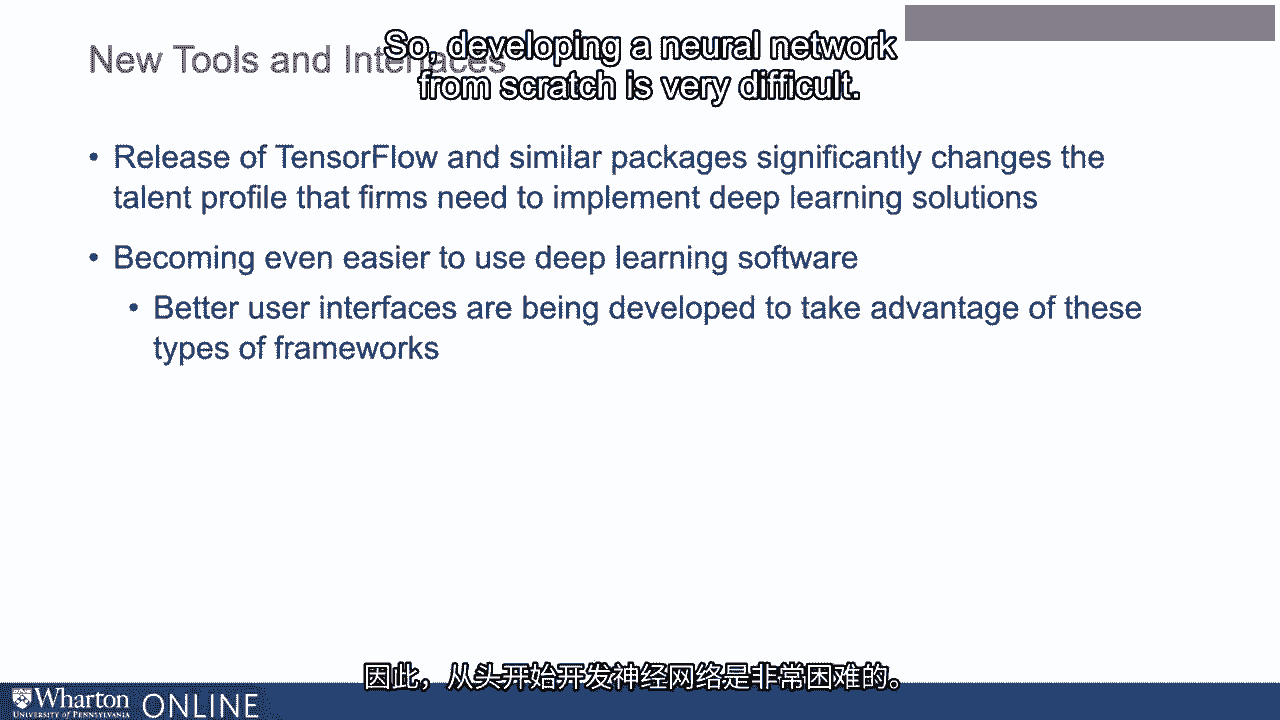 New Tools and Interfaces
So, developing a neural network
from scratch is very difficult.
• Release of TensorFlow and similar packages significantly changes the
talent profile that firms need to implement deep learning solutions
• Becoming even easier to use deep learning software
• Better user interfaces are being developed to take advantage of these
types of frameworks
因此，从头开始开发神经网络是非常困难的。
Wharton ONLINE
UNIVERSITY OF PENNSYLVANIA